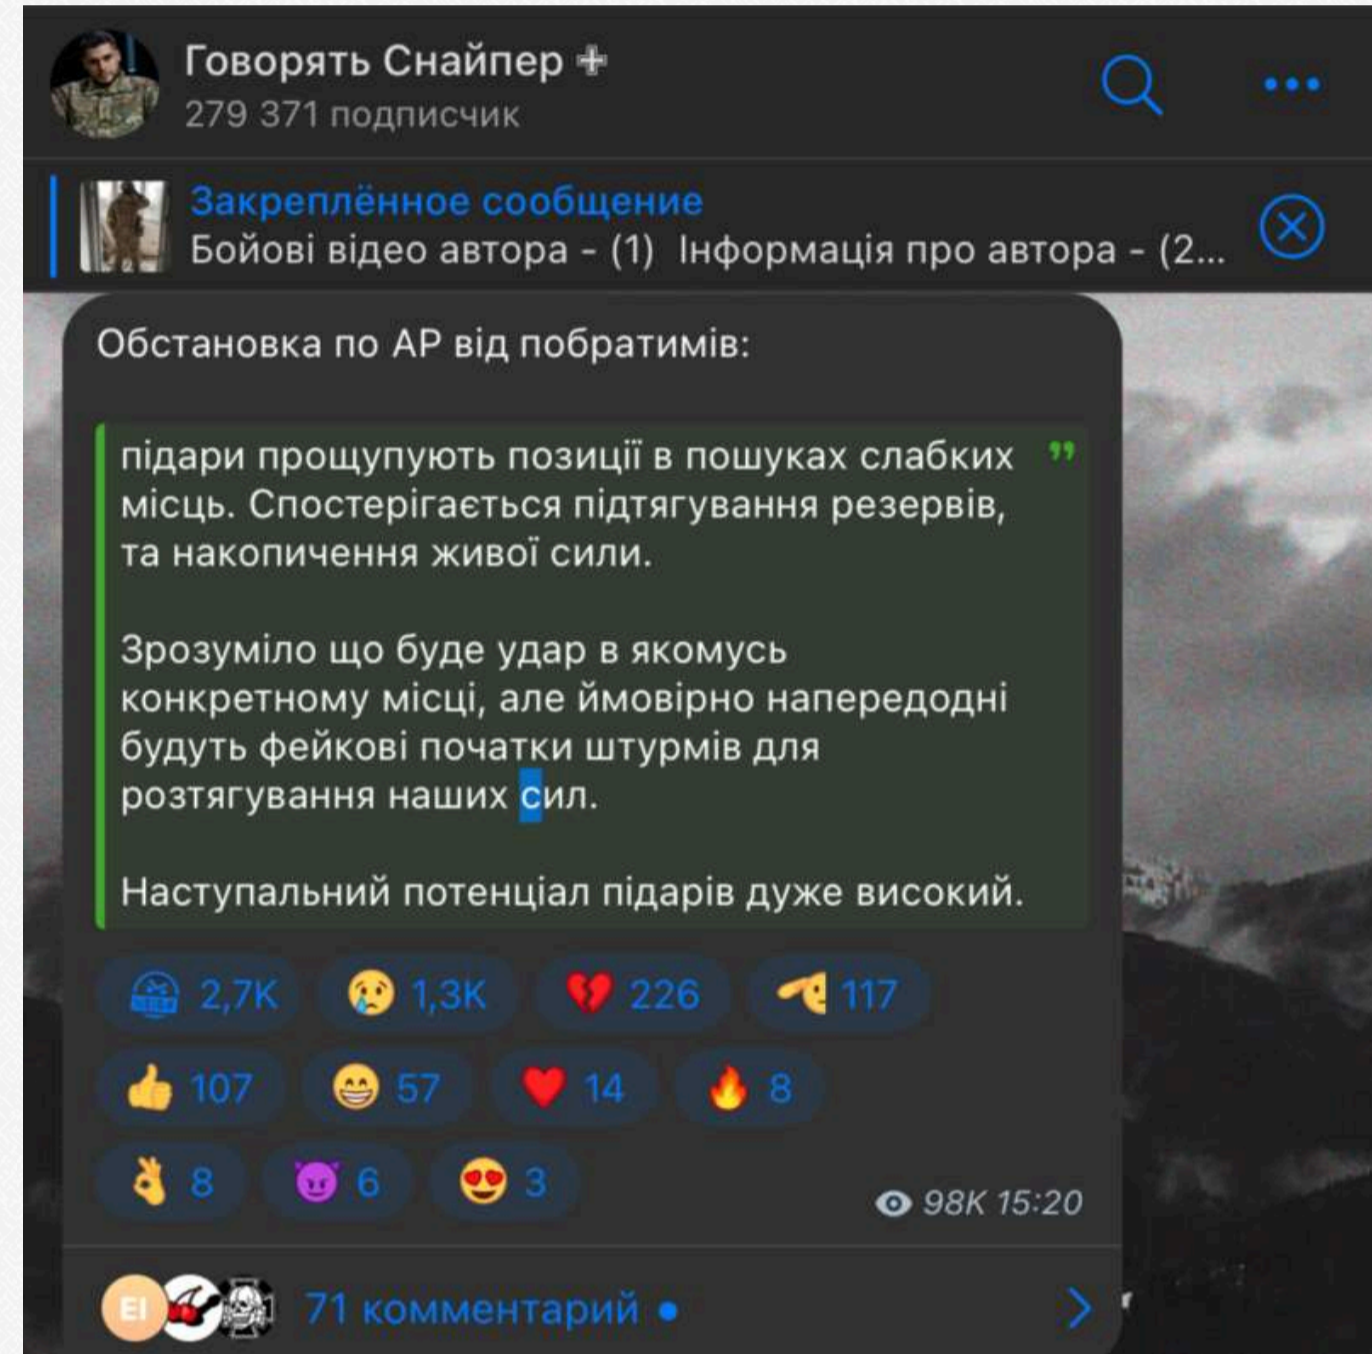 Говорять Снайпер
279 371 подписчик
Закреплённое сообщение
Бойові відео автора - (1) Інформація про автора - (2...
Обстановка по АР від побратимів:
підари прощупують позиції в пошуках слабких
місць. Спостерігається підтягування резервів,
та накопичення живої сили.
Зрозуміло що буде удар в якомусь
конкретному місці, але ймовірно напередодні
будуть фейкові початки штурмів для
розтягування наших сил.
Наступальний потенціал підарів дуже високий.
2,7K 1,3K 226 117
107 57 14 8
8 6 3
98K 15:20
EI 71 комментарий